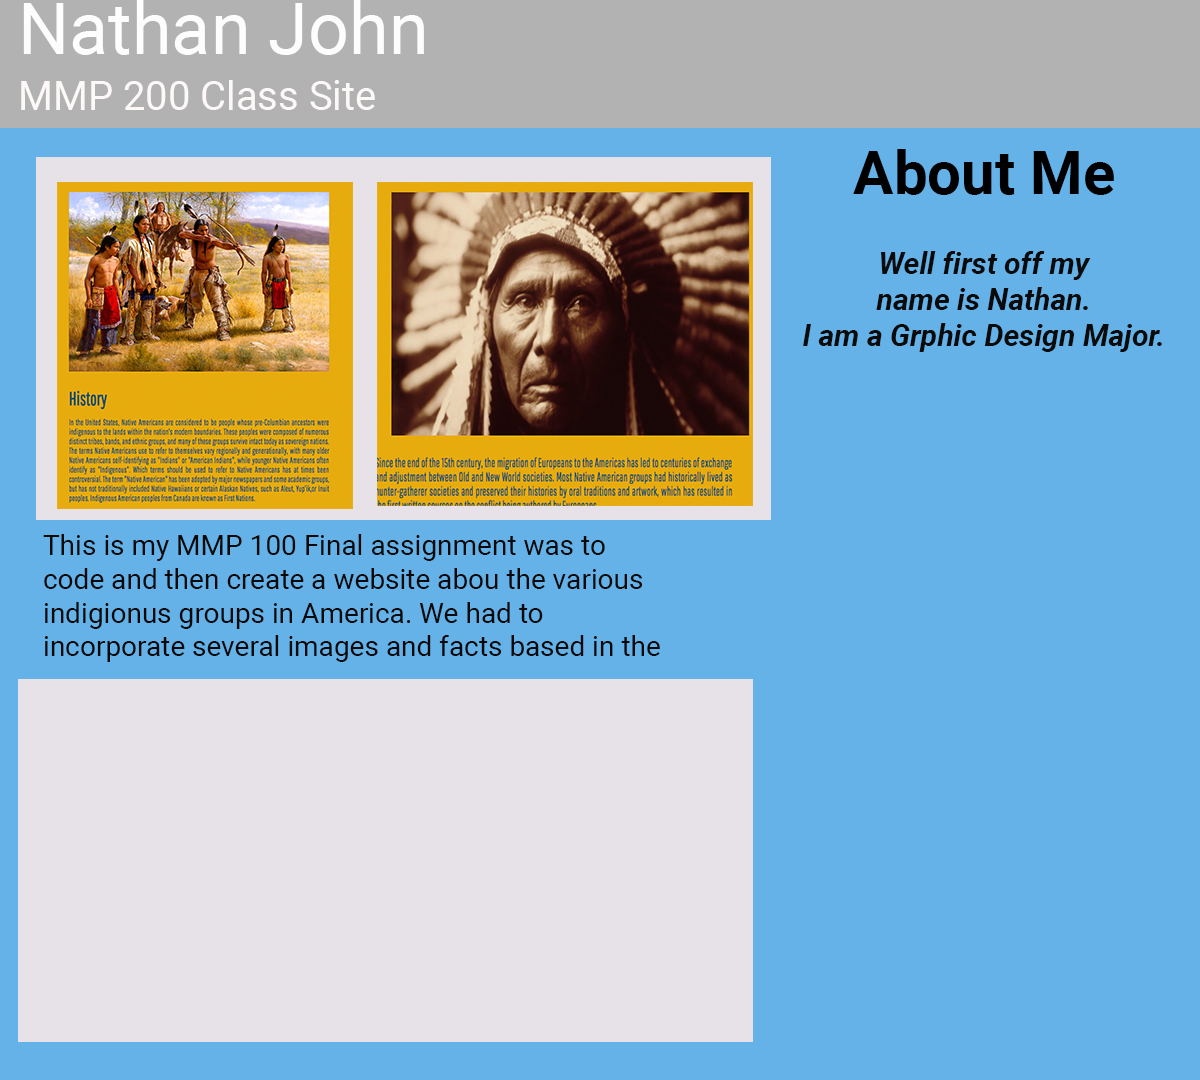 Nathan John
MMP 200 Class Site
About Me
Well first off my
name is Nathan.
I am a Grphic Design Major.
History
In the United States, Native Americans are considered to be people whose pre-Columbian ancestors were
indigenous to the lands within the nation's modern boundaries. These peoples were composed of numerous
distinct tribes, bands, and ethnic groups, and many of these groups survive intact today as sovereign nations.
The terms Native Americans use to refer to themselves vary regionally and generationally, with many older
Native Americans self-identifying as "Indians" or "American Indians", while younger Native Americans often
identify as "Indigenous". Which terms should be used to refer to Native Americans has at times been
controversial. The term "Native American" has been adopted by major newspapers and some academic groups,
but has not traditionally included Native Hawaiians or certain Alaskan Natives, such as Aleut, Yup'ik,or Inuit
peoples. Indigenous American peoples from Canada are known as First Nations.
Since the end of the 15th century, the migration of Europeans to the Americas has led to centuries of exchange
and adjustment between Old and New World societies. Most Native American groups had historically lived as
hunter-gatherer societies and preserved their histories by oral traditions and artwork, which has resulted in
the first written sources on the conflict being authored by Europeans
This is my MMP 100 Final assignment was to
code and then create a website abou the various
indigionus groups in America. We had to
incorporate several images and facts based in the